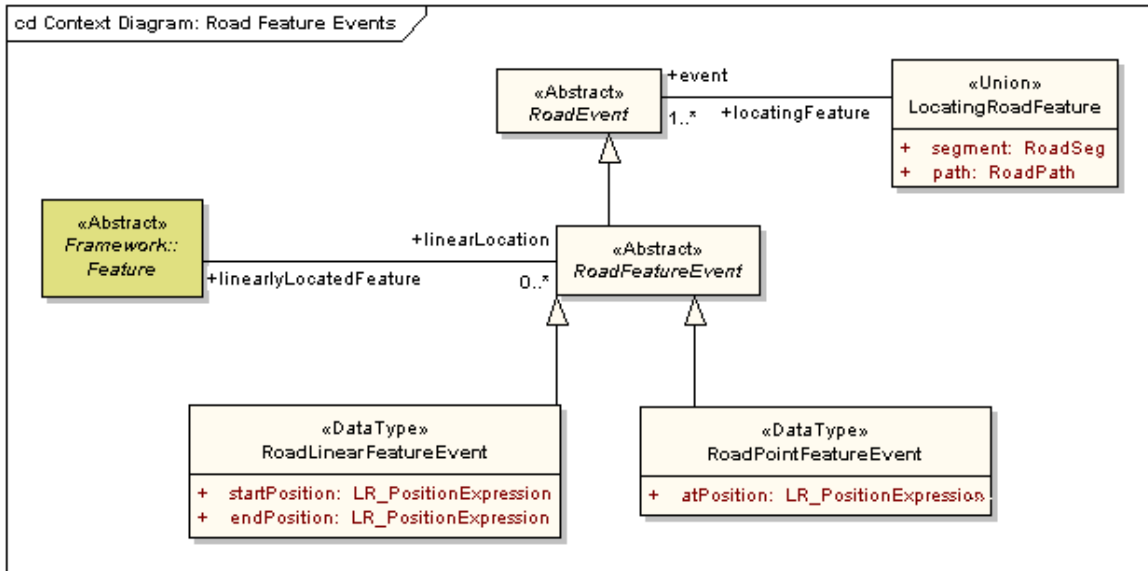 cd Context Diagram: Road Feature Events
«Abstract»
RoadEvent
+event
1..*
+locatingFeature
«Union»
LocatingRoadFeature
+ segment: RoadSeg
+ path: RoadPath
«Abstract»
Framework::
Feature
+linearLocation
+linearlyLocatedFeature
0..*
«Abstract»
RoadFeatureEvent
«DataType»
RoadLinearFeatureEvent
+ startPosition: LR_PositionExpression
+ endPosition: LR_PositionExpression
«DataType»
RoadPointFeatureEvent
+ atPosition: LR_PositionExpression